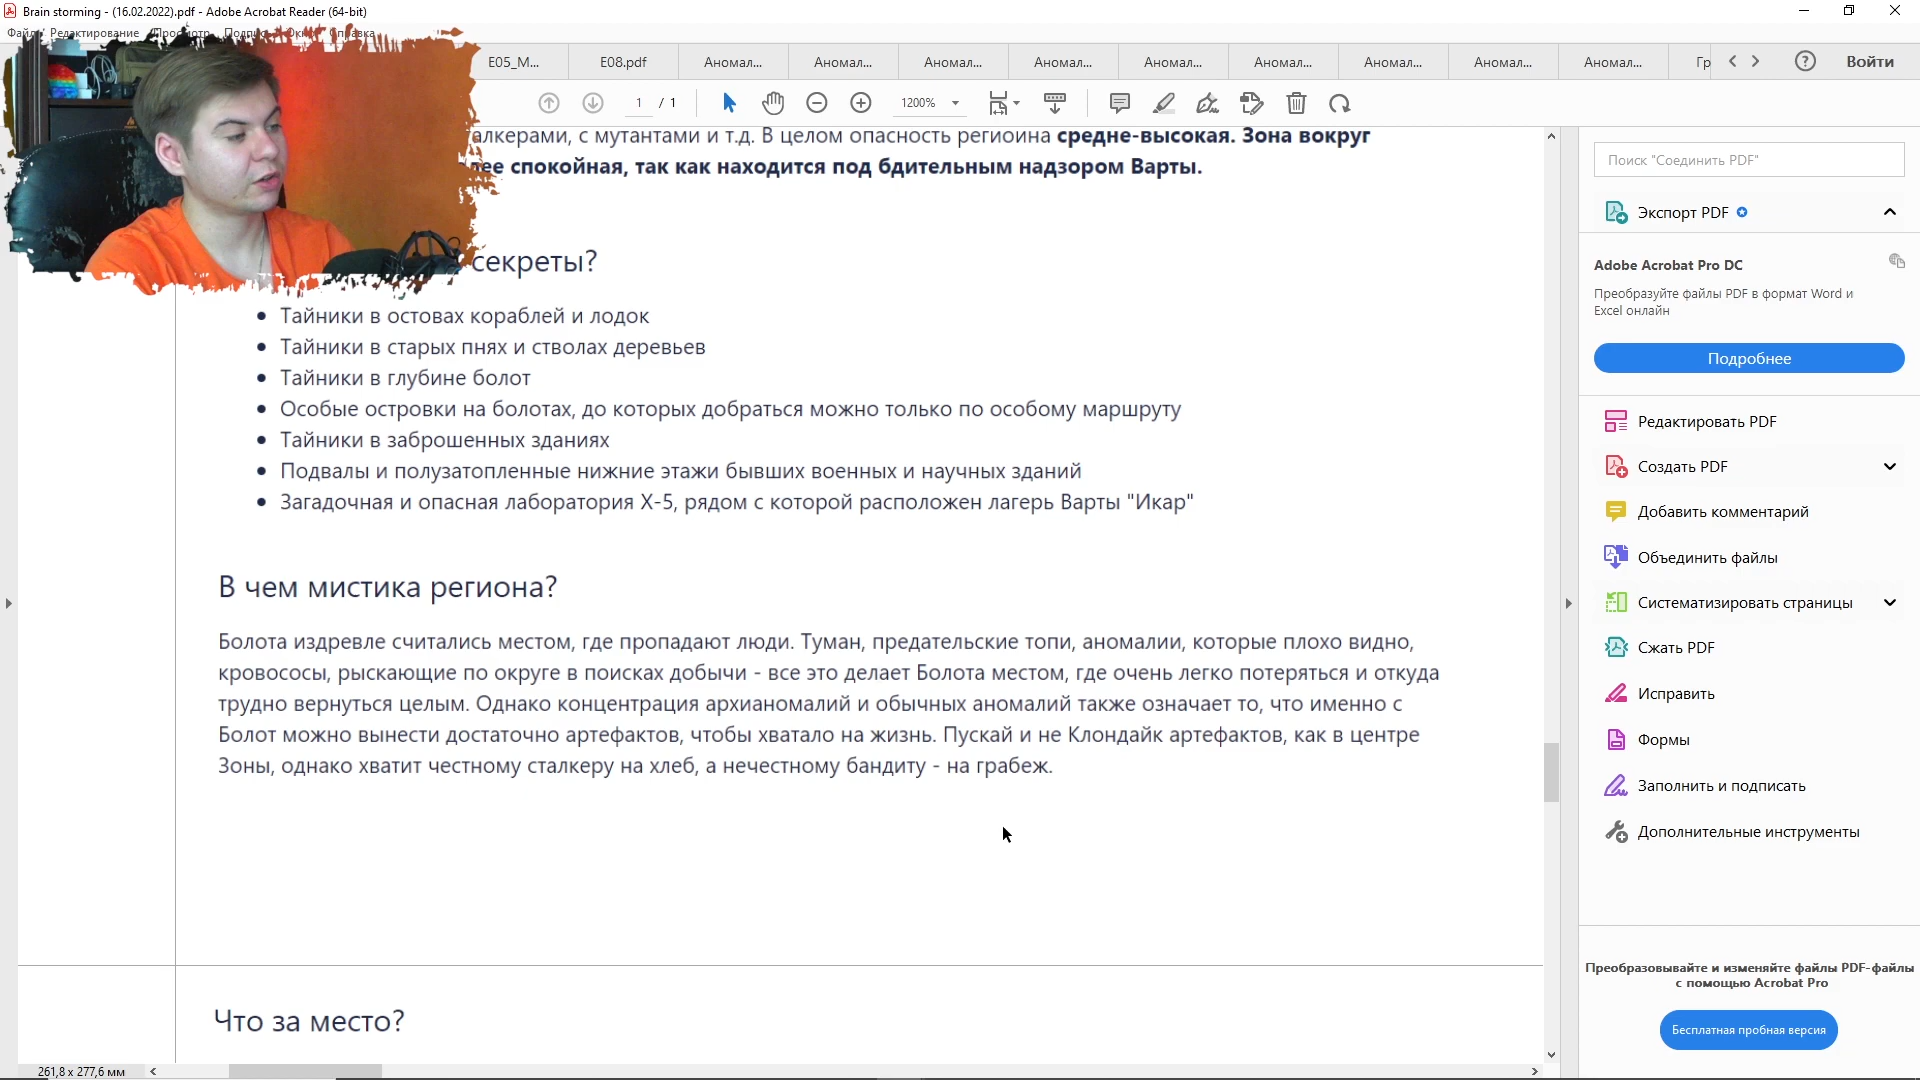 Brain storming - (16.02.2022).pdf - Adobe Acrobat Reader (64-bit)
Файл Редактирование Просмотр Подпись Окно Справка
E05_M...
E08.pdf
Аномал...
Аномал...
Аномал...
Аномал...
Аномал...
Аномал...
Аномал...
Аномал...
Аномал...
Гр
Войти
1 / 1
1200%
алкерами, с мутантами и т.д. В целом опасность региоина средне-высокая. Зона вокруг
лее спокойная, так как находится под бдительным надзором Варты.
секреты?
• Тайники в остовах кораблей и лодок
• Тайники в старых пнях и стволах деревьев
• Тайники в глубине болот
• Особые островки на болотах, до которых добраться можно только по особому маршруту
• Тайники в заброшенных зданиях
• Подвалы и полузатопленные нижние этажи бывших военных и научных зданий
• Загадочная и опасная лаборатория X-5, рядом с которой расположен лагерь Варты "Икар"
В чем мистика региона?
Болота издревле считались местом, где пропадают люди. Туман, предательские топи, аномалии, которые плохо видно,
кровососы, рыскающие по округе в поисках добычи - все это делает Болота местом, где очень легко потеряться и откуда
трудно вернуться целым. Однако концентрация архианомалий и обычных аномалий также означает то, что именно с
Болот можно вынести достаточно артефактов, чтобы хватало на жизнь. Пускай и не Клондайк артефактов, как в центре
Зоны, однако хватит честному сталкеру на хлеб, а нечестному бандиту - на грабеж.
Что за место?
261,8 x 277,6 мм
Поиск "Соединить PDF"
Экспорт PDF
Adobe Acrobat Pro DC
Преобразуйте файлы PDF в формат Word и
Excel онлайн
Подробнее
Редактировать PDF
Создать PDF
Добавить комментарий
Объединить файлы
Систематизировать страницы
Сжать PDF
Исправить
Формы
Заполнить и подписать
Дополнительные инструменты
Преобразовывайте и изменяйте файлы PDF-файлы
с помощью Acrobat Pro
Бесплатная пробная версия